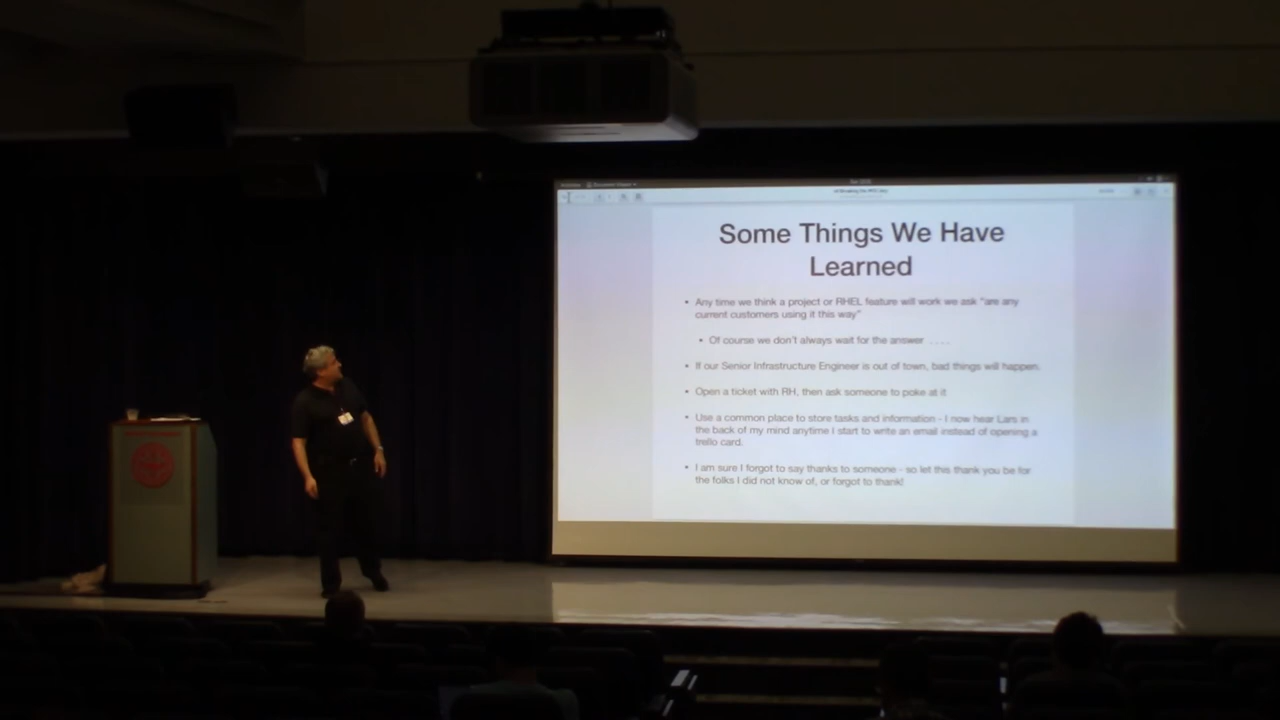 Some Things We Have
Learned
• Any time we think a project or RHEL feature will work we ask "are any
current customers using it this way"
• Of course we don't always wait for the answer . . . .
• If our Senior Infrastructure Engineer is out of town, bad things will happen.
• Open a ticket with RH, then ask someone to poke at it
• Use a common place to store tasks and information - I now hear Lars in
the back of my mind anytime I start to write an email instead of opening a
trello card.
• I am sure I forgot to say thanks to someone - so let this thank you be for
the folks I did not know of, or forgot to thank!